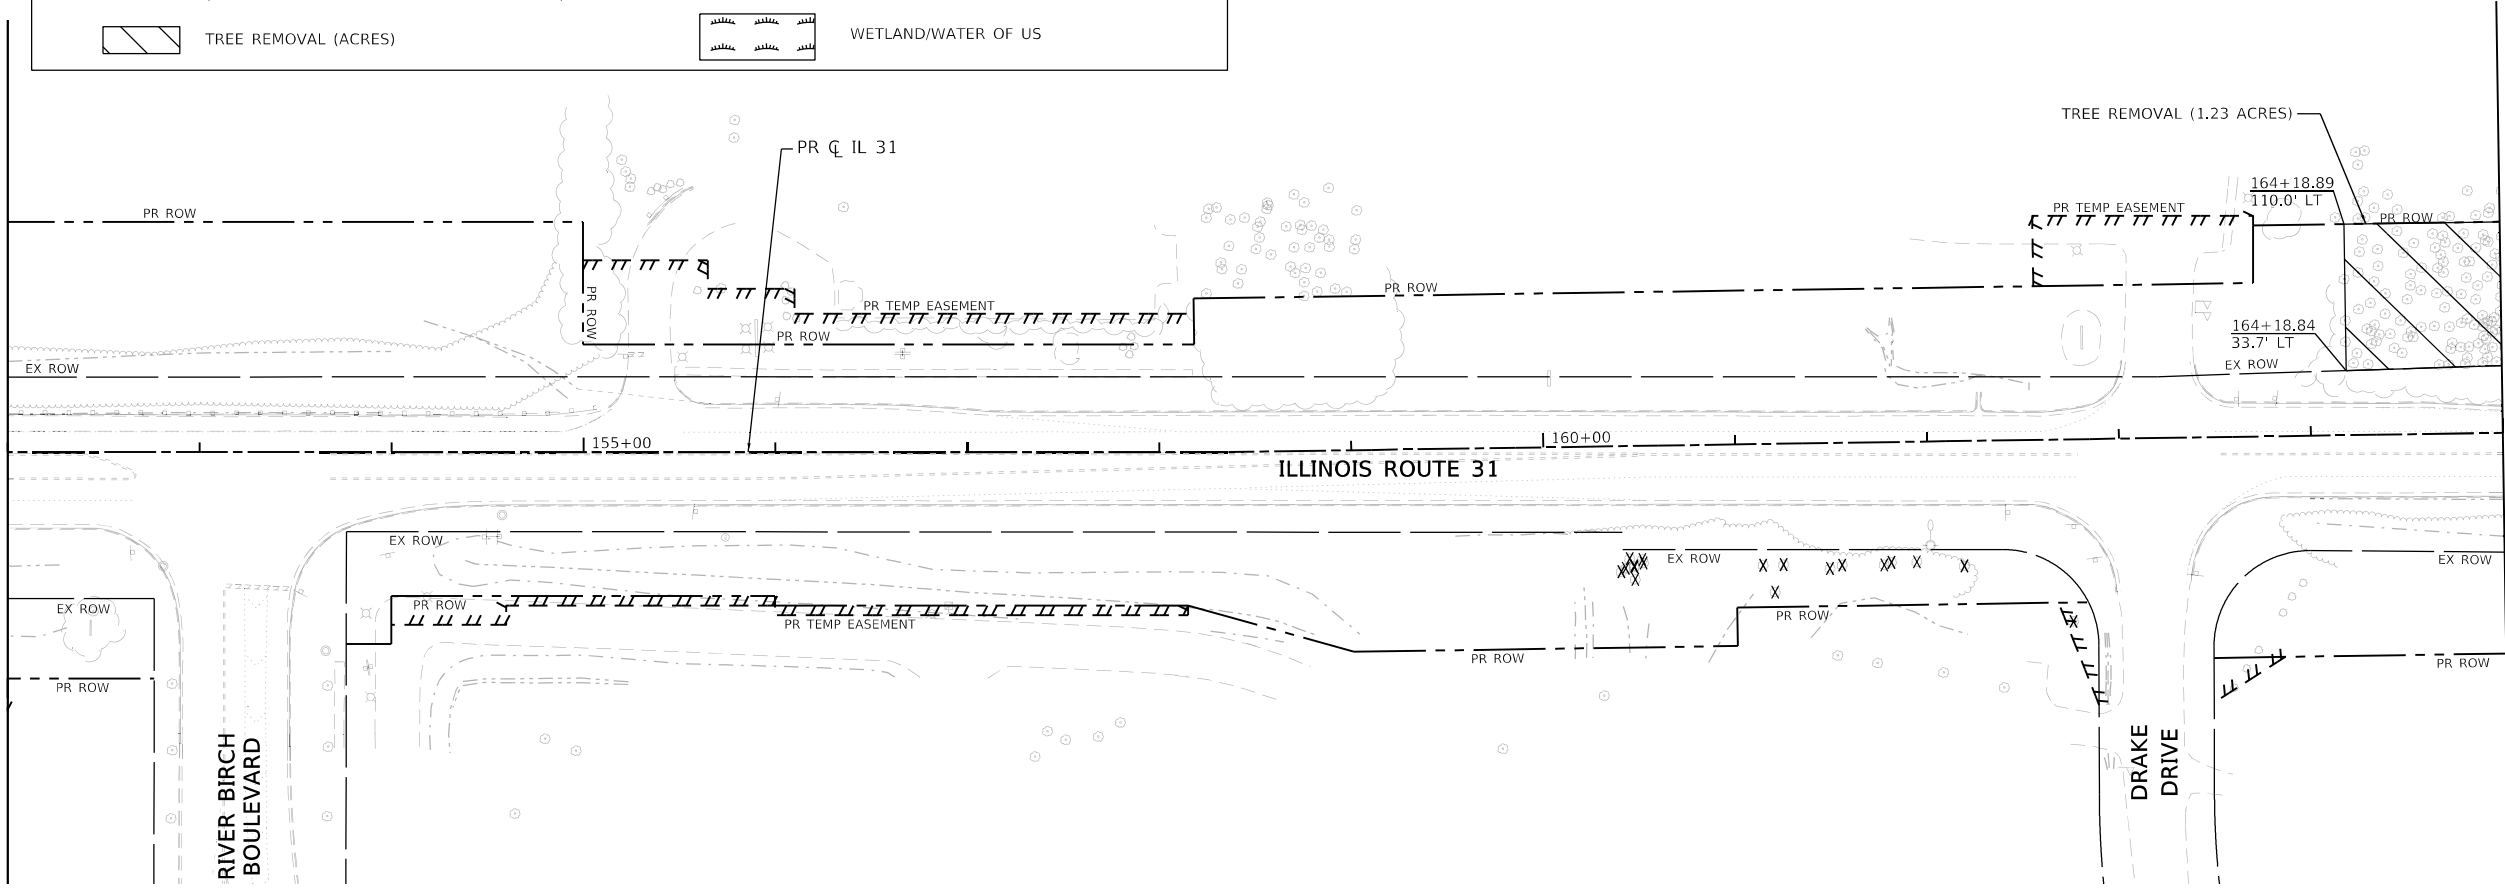 TREE REMOVAL (ACRES)
WETLAND/WATER OF US
TREE REMOVAL (1.23 ACRES)
PR ℄ IL 31
164+18.89
110.0' LT
PR ROW
PR TEMP EASEMENT
PR ROW
PR ROW
PR ROW
PR TEMP EASEMENT
PR ROW
164+18.84
33.7' LT
EX ROW
EX ROW
155+00
160+00
ILLINOIS ROUTE 31
EX ROW
EX ROW
EX ROW
EX ROW
PR ROW
PR TEMP EASEMENT
PR ROW
PR ROW
PR ROW
PR ROW
RIVER BIRCH
BOULEVARD
DRAKE
DRIVE